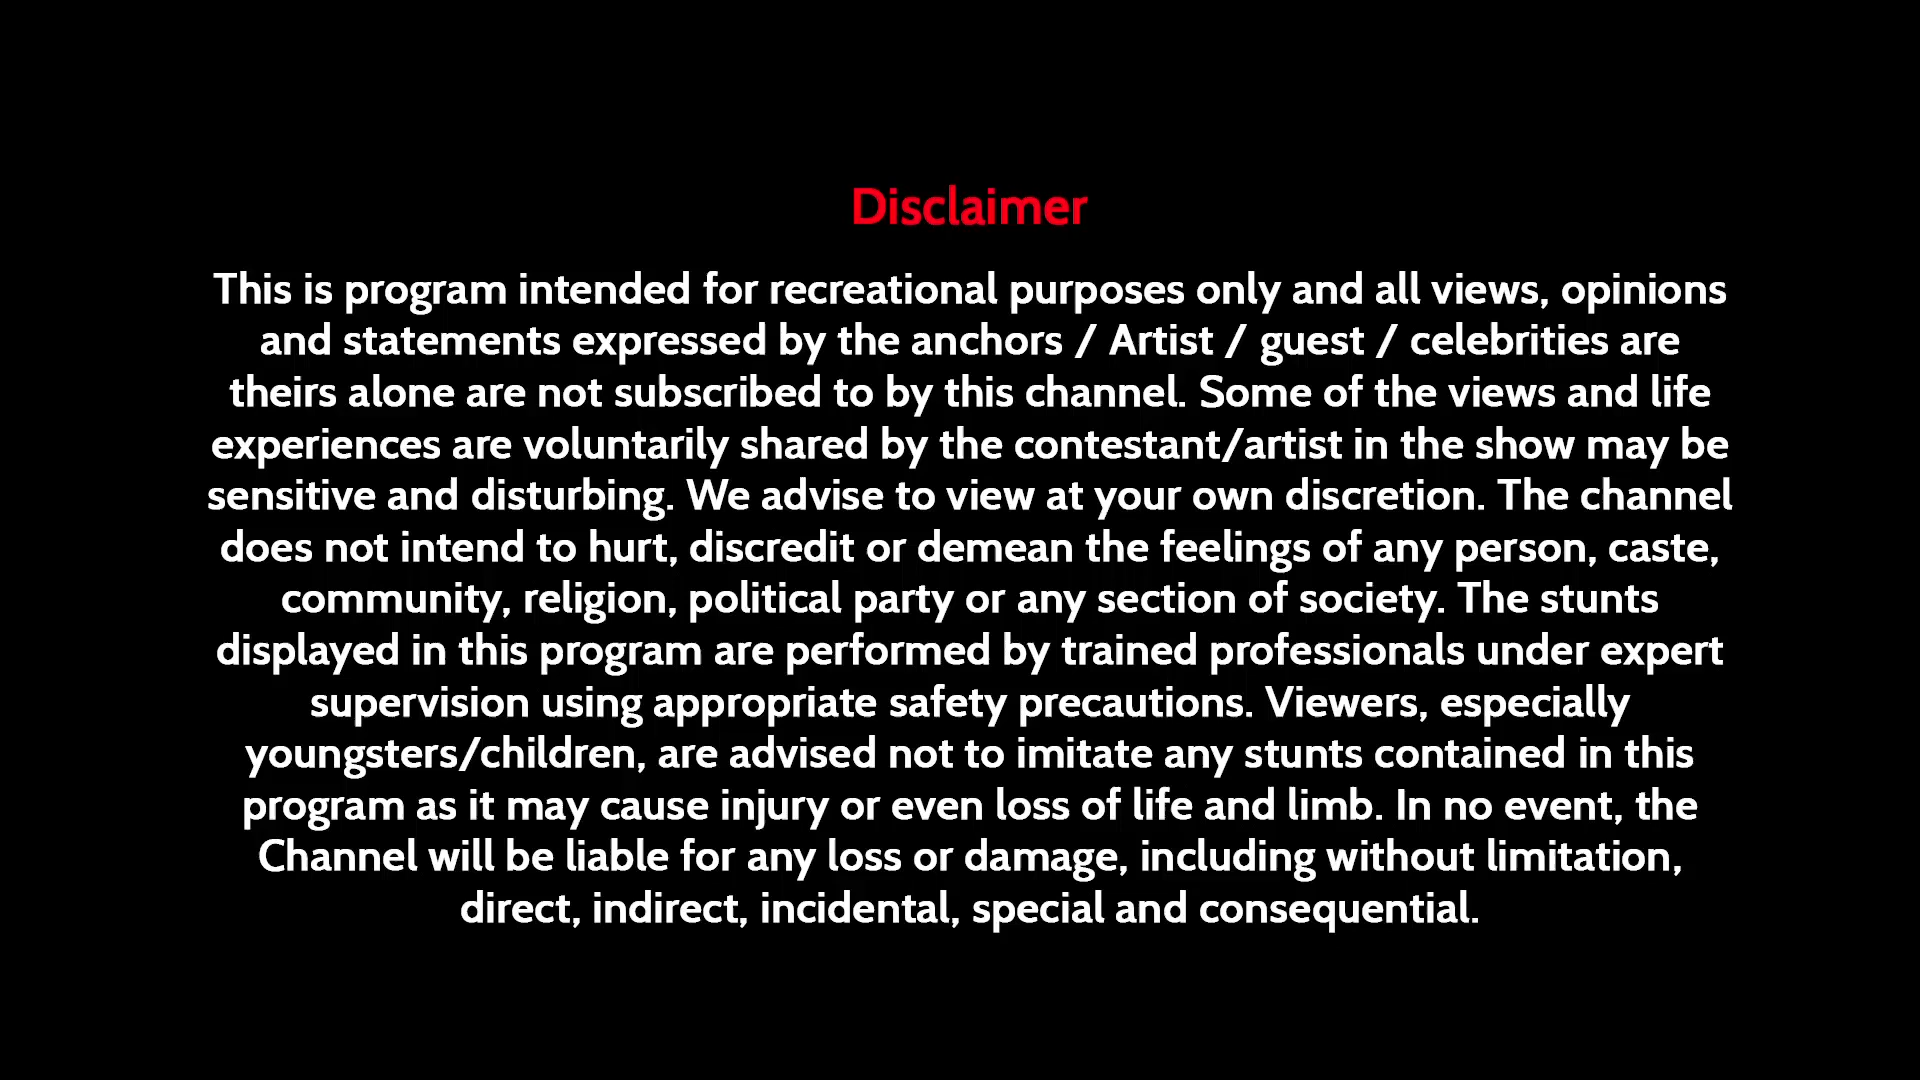 Disclaimer
This is program intended for recreational purposes only and all views, opinions
and statements expressed by the anchors / Artist / guest / celebrities are
theirs alone are not subscribed to by this channel. Some of the views and life
experiences are voluntarily shared by the contestant/artist in the show may be
sensitive and disturbing. We advise to view at your own discretion. The channel
does not intend to hurt, discredit or demean the feelings of any person, caste,
community, religion, political party or any section of society. The stunts
displayed in this program are performed by trained professionals under expert
supervision using appropriate safety precautions. Viewers, especially
youngsters/children, are advised not to imitate any stunts contained in this
program as it may cause injury or even loss of life and limb. In no event, the
Channel will be liable for any loss or damage, including without limitation,
direct, indirect, incidental, special and consequential.